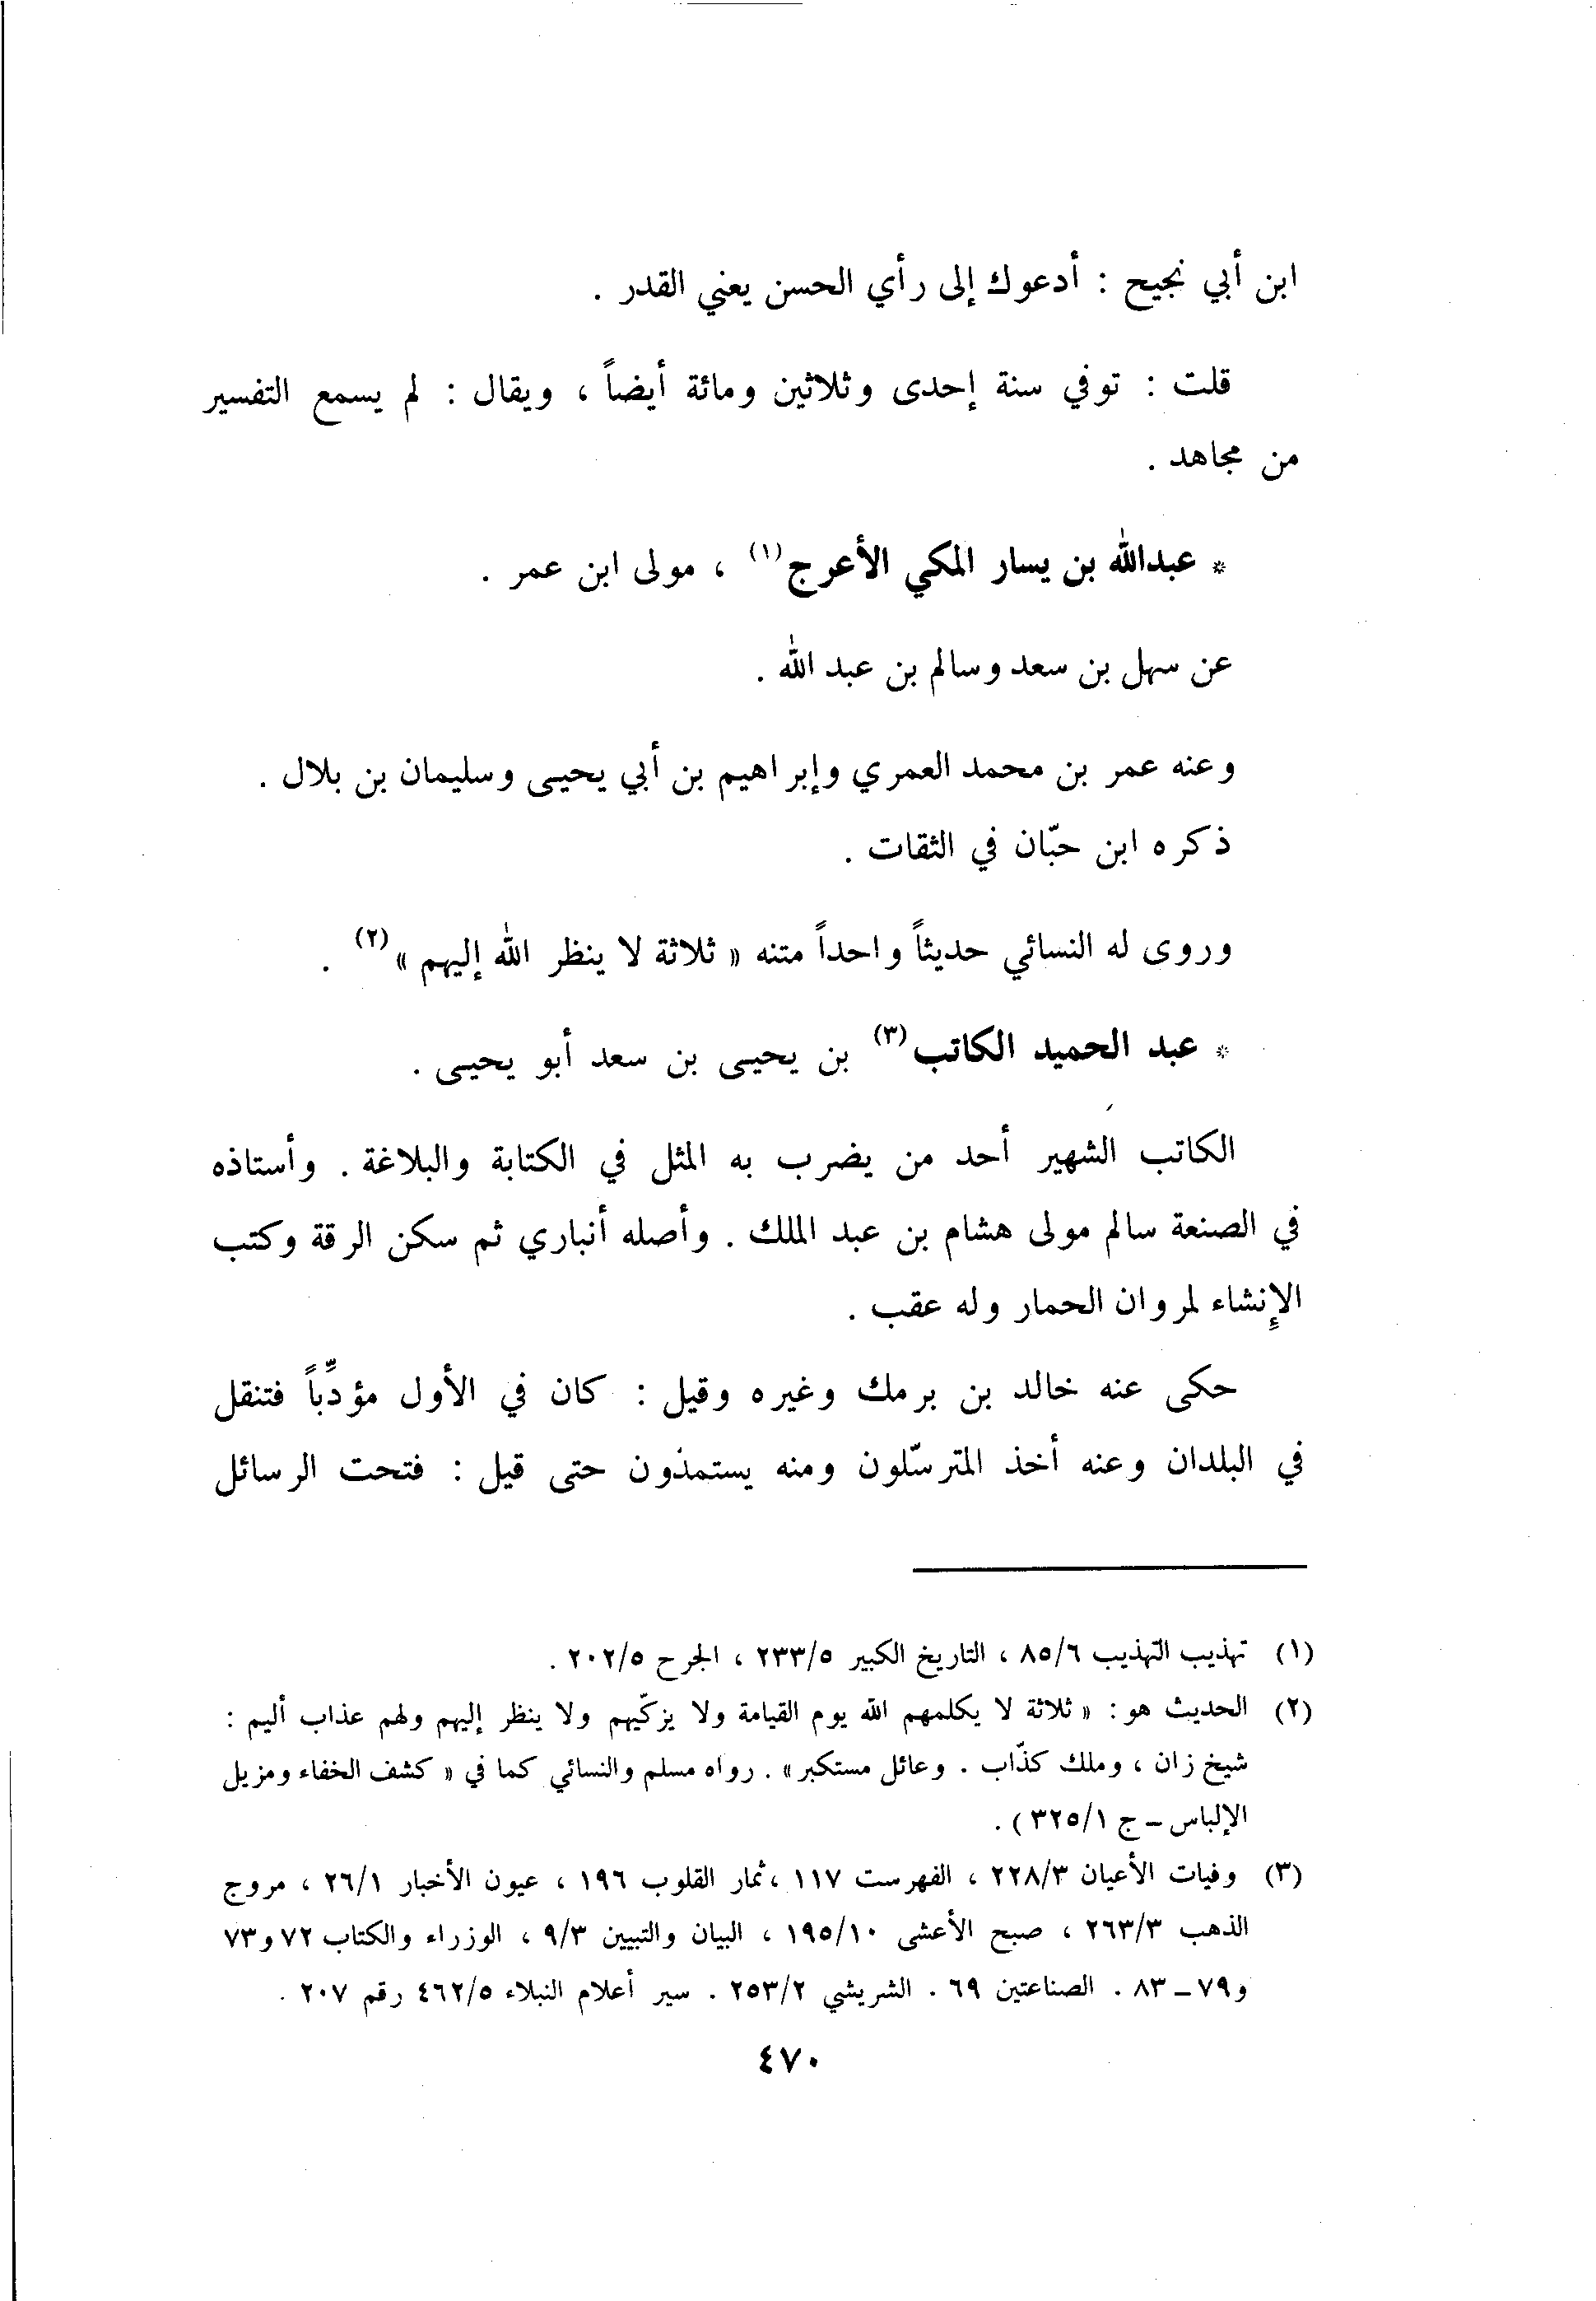 ابن أبي نجيح : أدعوك إلى رأي الحسن يعني القدر .
قلت : توفي سنة إحدى وثلاثين ومائة أيضاً ، ويقال : لم يسمع التفسير
من مجاهد .
* عبدالله بن يسار المكي الأعرج(١) ، مولى ابن عمر .
عن سهل بن سعد وسالم بن عبد الله .
وعنه عمر بن محمد العمري وإبراهيم بن أبي يحيى وسليمان بن بلال .
ذكره ابن حبّان في الثقات .
وروى له النسائي حديثاً واحداً متنه « ثلاثة لا ينظر الله إليهم »(٢) .
* عبد الحميد الكاتب(٣) بن يحيى بن سعد أبو يحيى .
الكاتب الشهير أحد من يضرب به المثل في الكتابة والبلاغة . وأستاذه
في الصنعة سالم مولى هشام بن عبد الملك . وأصله أنباري ثم سكن الرقة وكتب
الإنشاء لمروان الحمار وله عقب .
حكى عنه خالد بن برمك وغيره وقيل : كان في الأول مؤدِّباً فتنقل
في البلدان وعنه أخذ المترسّلون ومنه يستمذون حتى قيل : فتحت الرسائل
(١) تهذيب التهذيب ٨٥/٦ ، التاريخ الكبير ٢٣٣/٥ ، الجرح ٢٠٢/٥ .
(٢) الحديث هو : « ثلاثة لا يكلمهم الله يوم القيامة ولا يزكّيهم ولا ينظر إليهم ولهم عذاب أليم :
شيخ زان ، وملك كذّاب . وعائل مستكبر » . رواه مسلم والنسائي كما في « كشف الخفاء ومزيل
الإلباس - ج ٣٢٥/١ ) .
(٣) وفيات الأعيان ٢٢٨/٣ ، الفهرست ١١٧ ، ثمار القلوب ١٩٦ ، عيون الأخبار ٢٦/١ ، مروج
الذهب ٢٦٣/٣ ، صبح الأعشى ١٩٥/١٠ ، البيان والتبيين ٩/٣ ، الوزراء والكتاب ٧٢ و٧٣
و٧٩ - ٨٣ . الصناعتين ٦٩ . الشريشي ٢٥٣/٢ . سير أعلام النبلاء ٤٦٢/٥ رقم ٢٠٧ .
٤٧٠